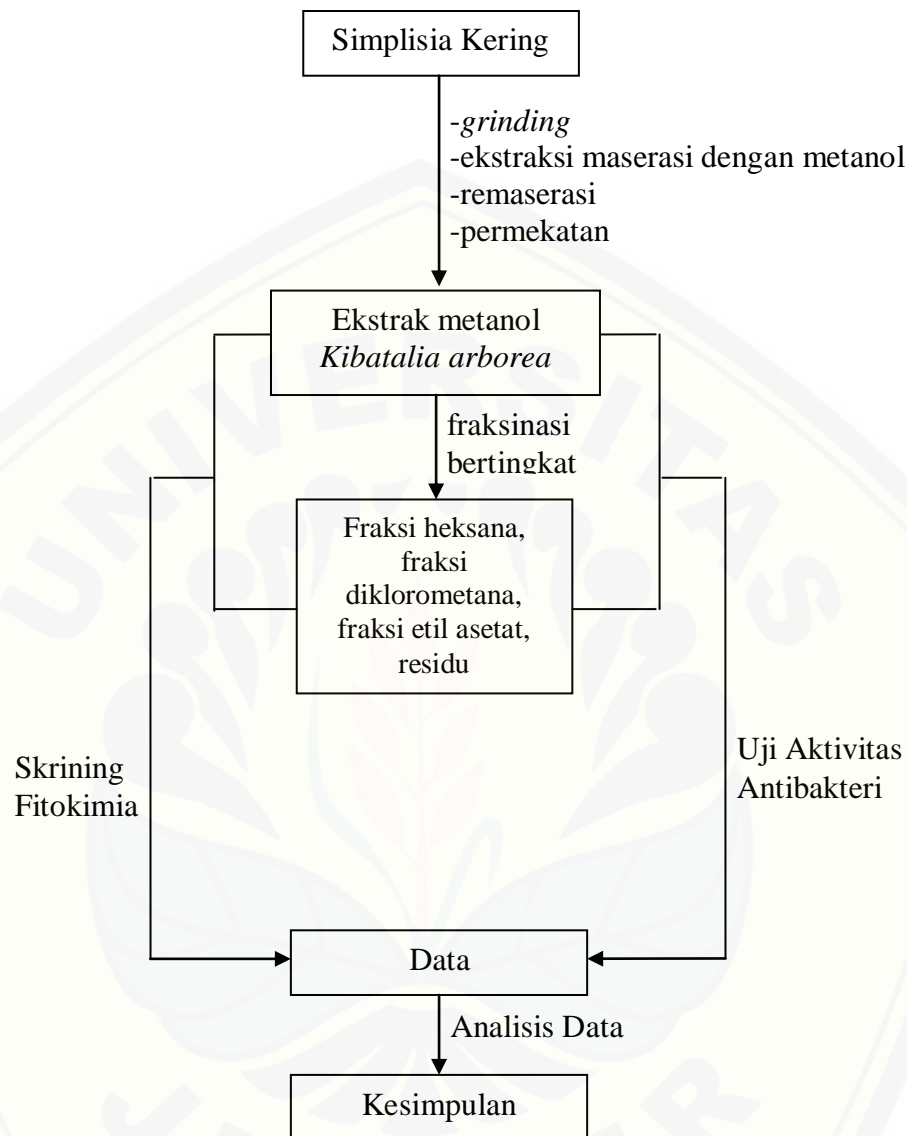 Simplisia Kering
-grinding
-ekstraksi maserasi dengan metanol
-remaserasi
-permekatan
Ekstrak metanol
Kibatalia arborea
fraksinasi
bertingkat
Fraksi heksana,
fraksi
diklorometana,
fraksi etil asetat,
residu
Skrining
Fitokimia
Uji Aktivitas
Antibakteri
Data
Analisis Data
Kesimpulan
UNIVERSITAS